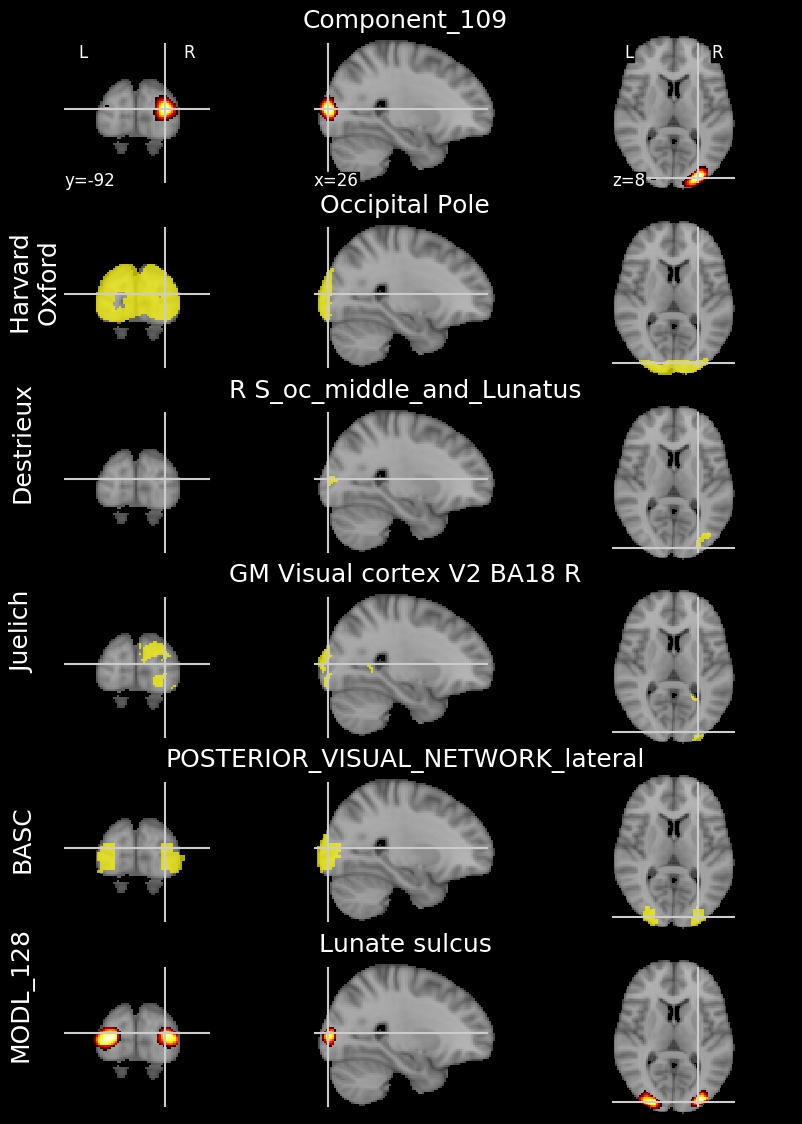 Component_109
L R
L R
y=-92
x=26
z=8
Occipital Pole
Harvard
Oxford
R S_oc_middle_and_Lunatus
Destrieux
GM Visual cortex V2 BA18 R
Juelich
POSTERIOR_VISUAL_NETWORK_lateral
BASC
Lunate sulcus
MODL_128